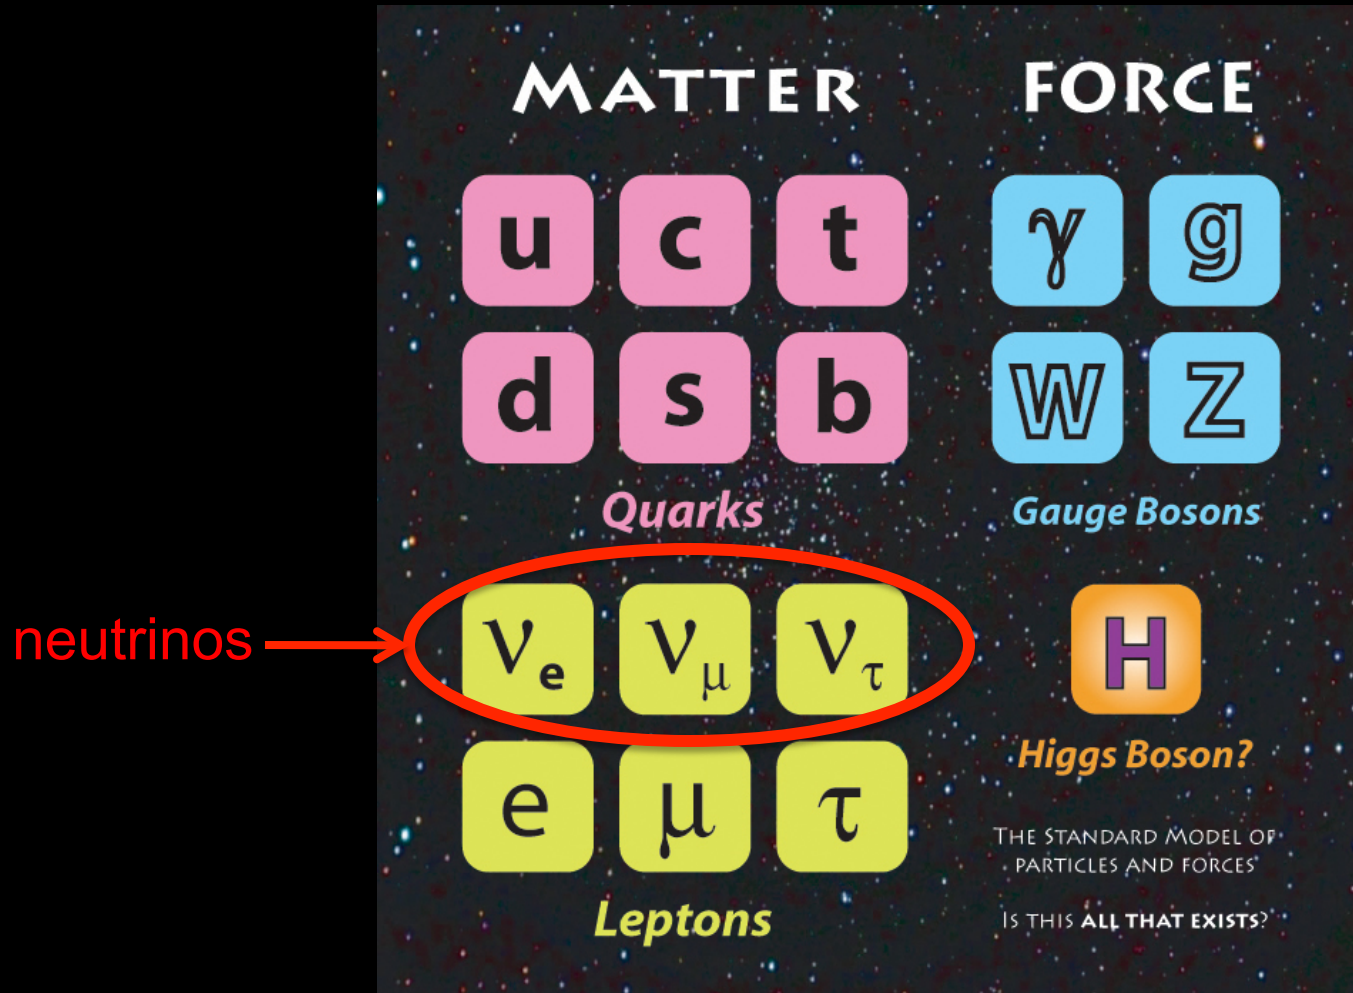 MATTER FORCE
u c t γ g
d s b W Z
Quarks Gauge Bosons
neutrinos
νe νμ ντ H
Higgs Boson?
e μ τ
THE STANDARD MODEL OF
PARTICLES AND FORCES
Leptons
IS THIS ALL THAT EXISTS?